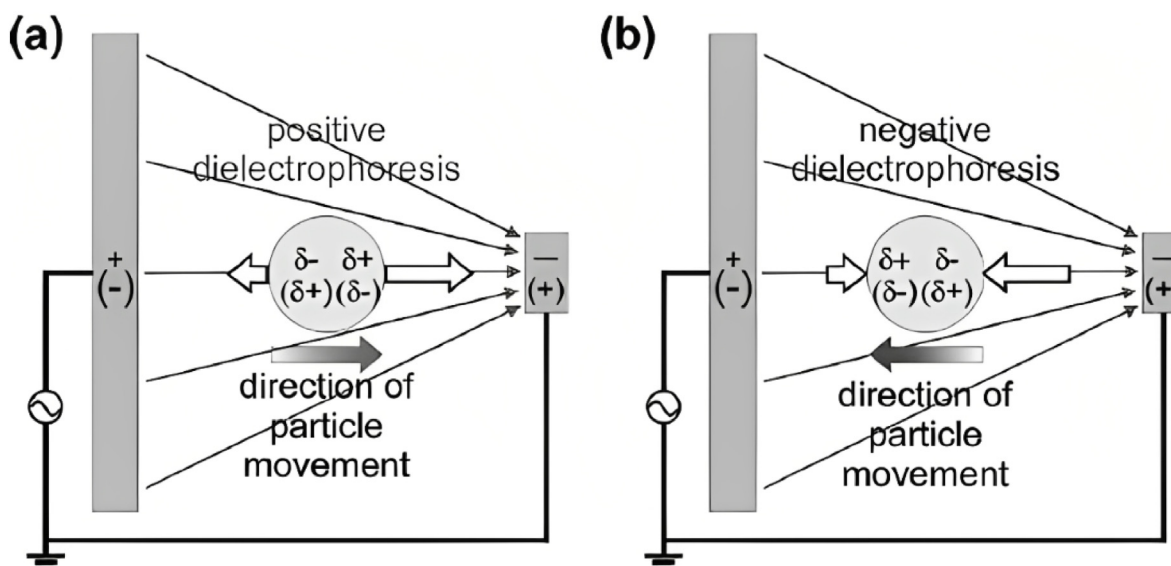 (a)
positive
dielectrophoresis
+
(-)
δ- δ+
(δ+)(δ-)
—
(+)
direction of
particle
movement
(b)
negative
dielectrophoresis
+
(-)
δ+ δ-
(δ-)(δ+)
—
(+
direction of
particle
movement